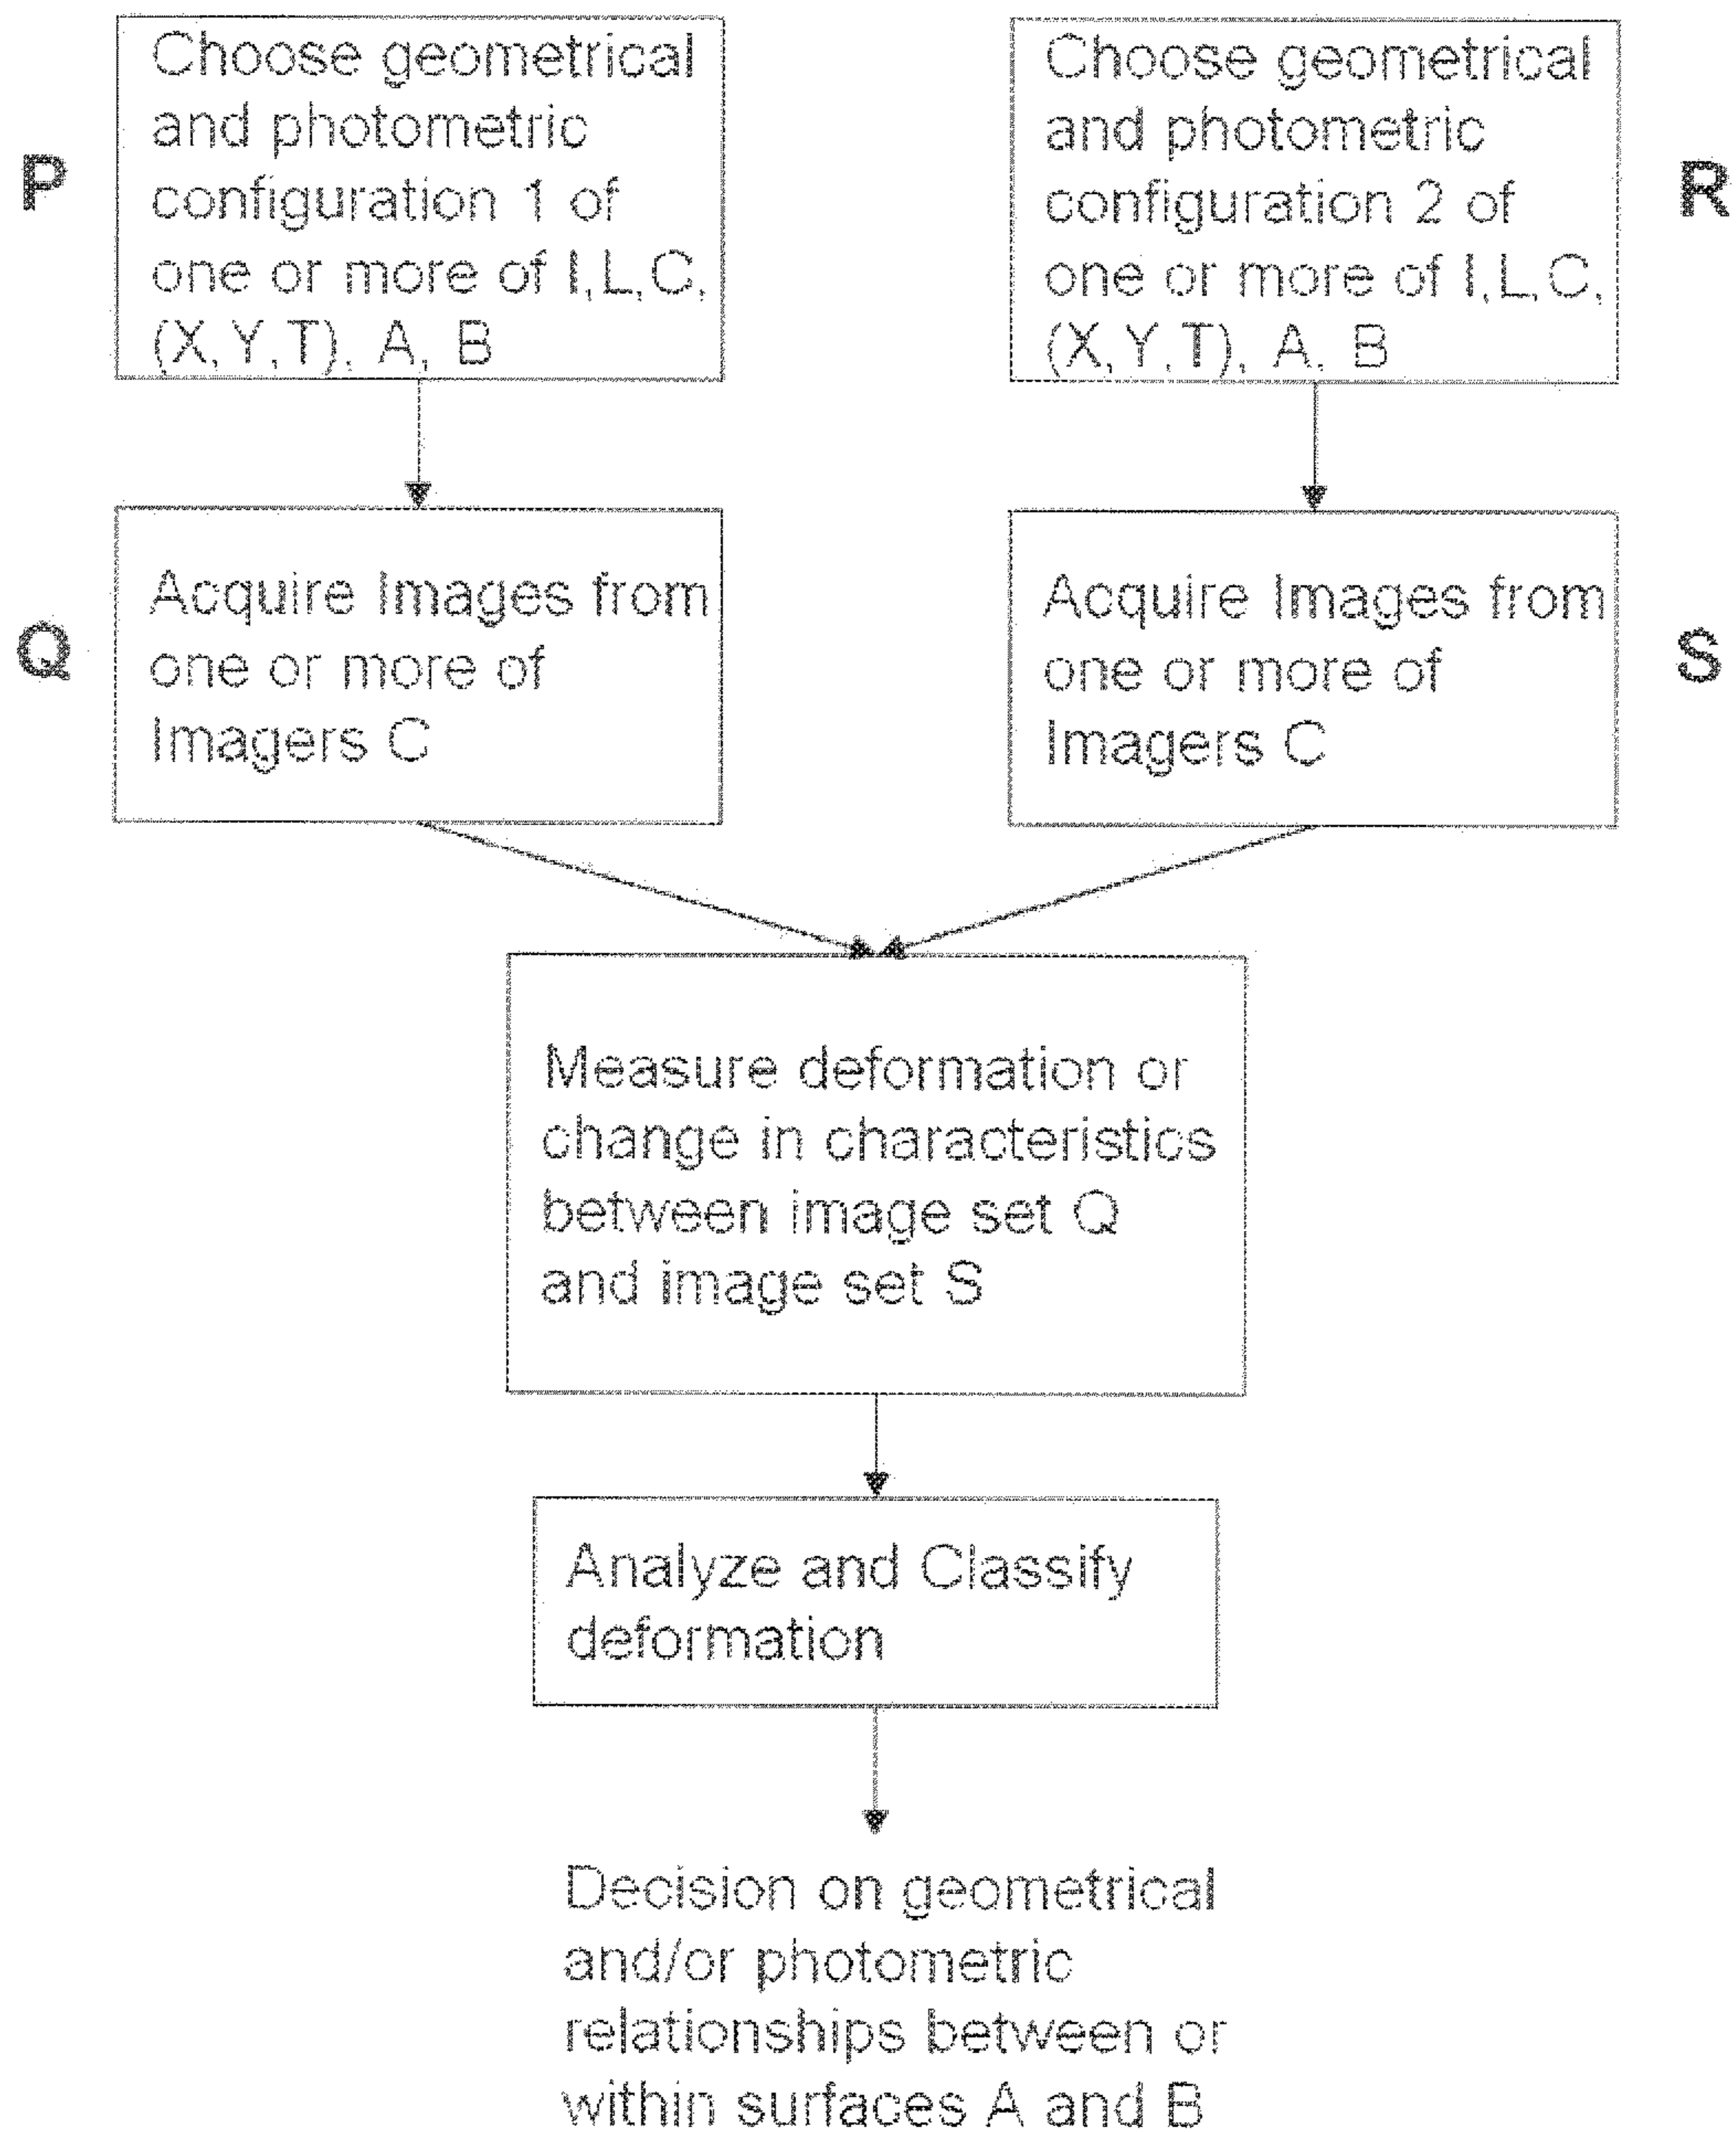 P
Choose geometrical
and photometric
configuration 1 of
one or more of I,L,C,
(X,Y,T), A, B
R
Choose geometrical
and photometric
configuration 2 of
one or more of I,L,C,
(X,Y,T), A, B
Q
Acquire Images from
one or more of
Imagers C
S
Acquire Images from
one or more of
Imagers C
Measure deformation or
change in characteristics
between image set Q
and image set S
Analyze and Classify
deformation
Decision on geometrical
and/or photometric
relationships between or
within surfaces A and B